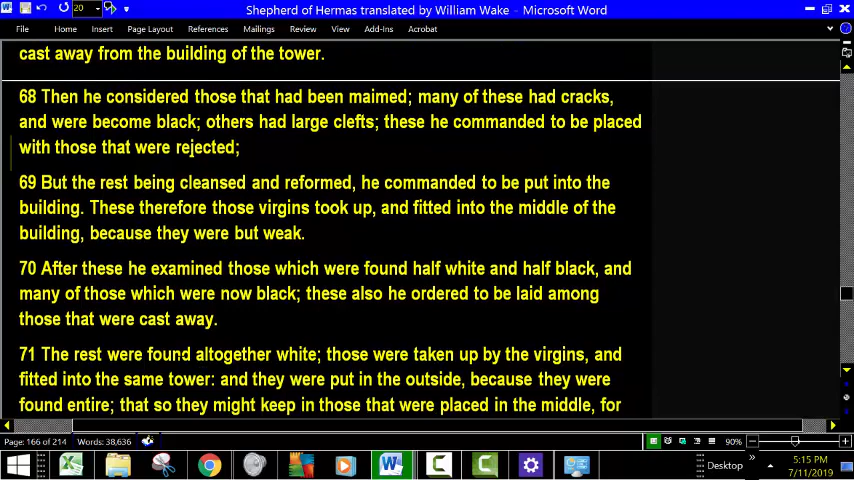 20
Shepherd of Hermas translated by William Wake - Microsoft Word
File Home Insert Page Layout References Mailings Review View Add-Ins Acrobat
cast away from the building of the tower.
68 Then he considered those that had been maimed; many of these had cracks,
and were become black; others had large clefts; these he commanded to be placed
with those that were rejected;
69 But the rest being cleansed and reformed, he commanded to be put into the
building. These therefore those virgins took up, and fitted into the middle of the
building, because they were but weak.
70 After these he examined those which were found half white and half black, and
many of those which were now black; these also he ordered to be laid among
those that were cast away.
71 The rest were found altogether white; those were taken up by the virgins, and
fitted into the same tower: and they were put in the outside, because they were
found entire; that so they might keep in those that were placed in the middle, for
Page: 166 of 214 Words: 38,636 90%
Desktop
5:15 PM
7/11/2019